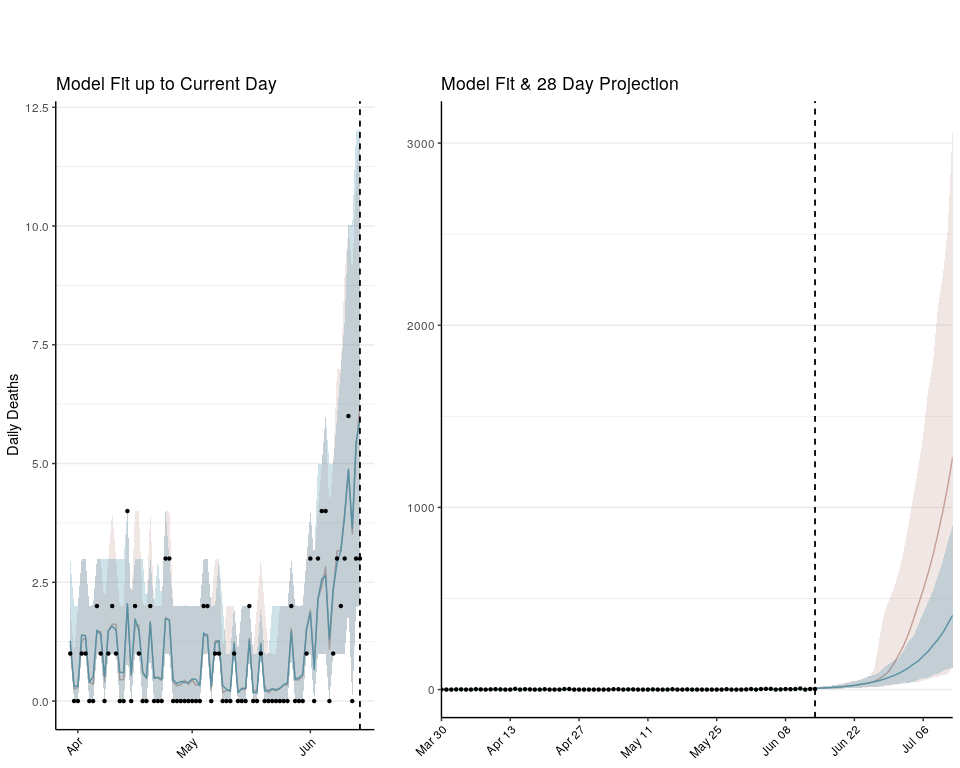 Model Fit up to Current Day
Model Fit & 28 Day Projection
Daily Deaths
12.5
10.0
7.5
5.0
2.5
0.0
Apr
May
Jun
3000
2000
1000
0
Mar 30
Apr 13
Apr 27
May 11
May 25
Jun 08
Jun 22
Jul 06